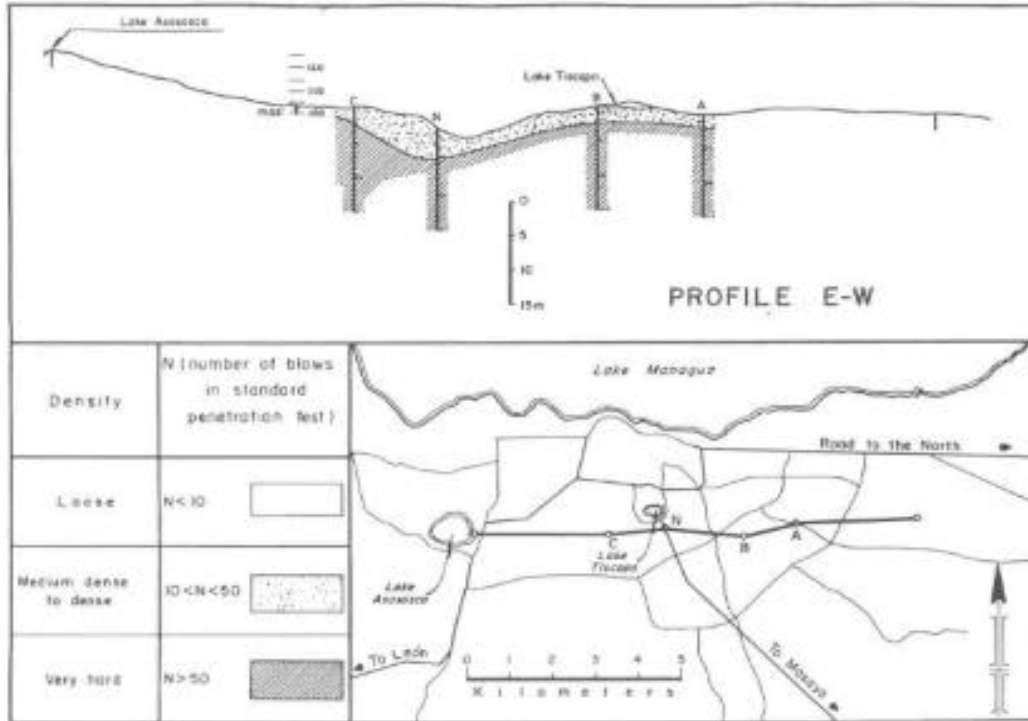 Lake Asososca
Lake Tiscapa
C
N
B
A
0
5
10
15m
PROFILE E-W
Density
N (number of blows
in standard
penetration test)
Loose
N<10
Medium dense
to dense
10<N<50
Very hard
N>50
Lake Managua
Road to the North
N
C
B
A
Lake
Tiscapa
Lake
Asososca
To León
To Masaya
0 1 2 3 4 5
Kilometers